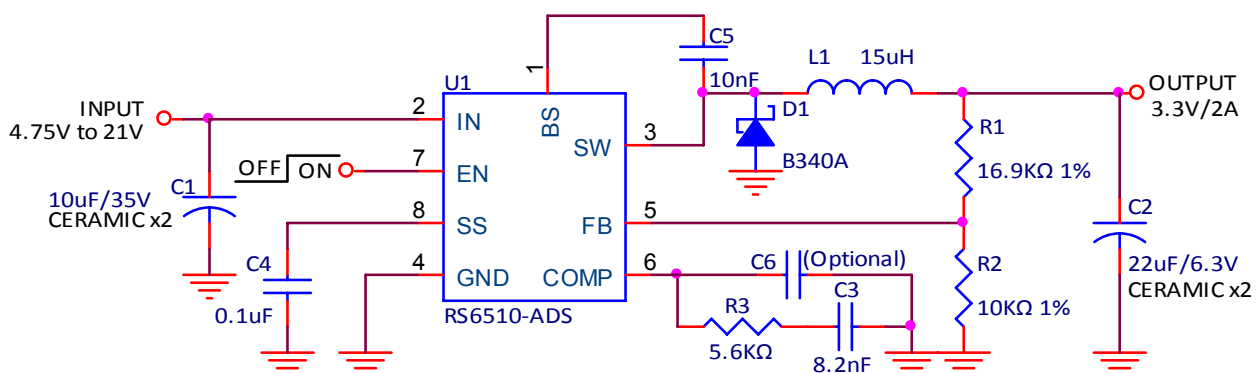 C5
10nF
L1
15uH
OUTPUT
3.3V/2A
INPUT
4.75V to 21V
U1
1
BS
2
IN
SW
3
D1
B340A
R1
16.9KΩ 1%
OFF
ON
7
EN
C1
10uF/35V
CERAMIC x2
8
SS
FB
5
C2
22uF/6.3V
CERAMIC x2
C4
0.1uF
4
GND
COMP
6
C6
(Optional)
R3
5.6KΩ
C3
8.2nF
R2
10KΩ 1%
RS6510-ADS